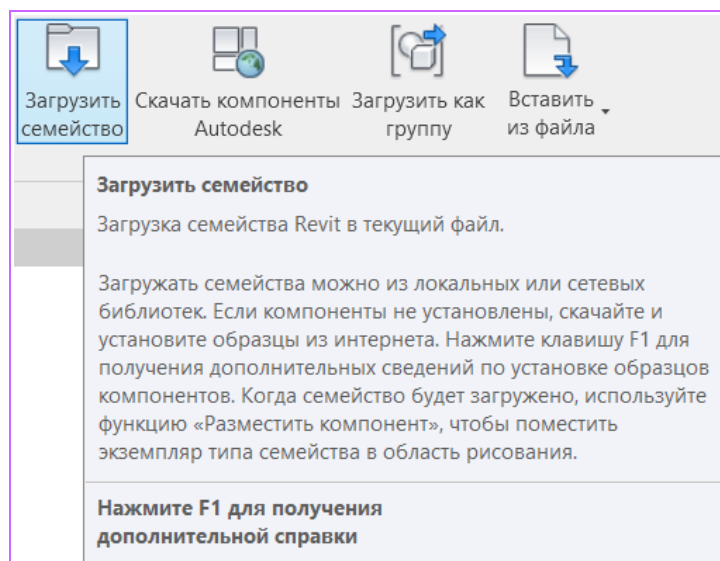 Загрузить Скачать компоненты Загрузить как Вставить
семейство Autodesk группу из файла
Загрузить семейство
Загрузка семейства Revit в текущий файл.
Загружать семейства можно из локальных или сетевых
библиотек. Если компоненты не установлены, скачайте и
установите образцы из интернета. Нажмите клавишу F1 для
получения дополнительных сведений по установке образцов
компонентов. Когда семейство будет загружено, используйте
функцию «Разместить компонент», чтобы поместить
экземпляр типа семейства в область рисования.
Нажмите F1 для получения
дополнительной справки